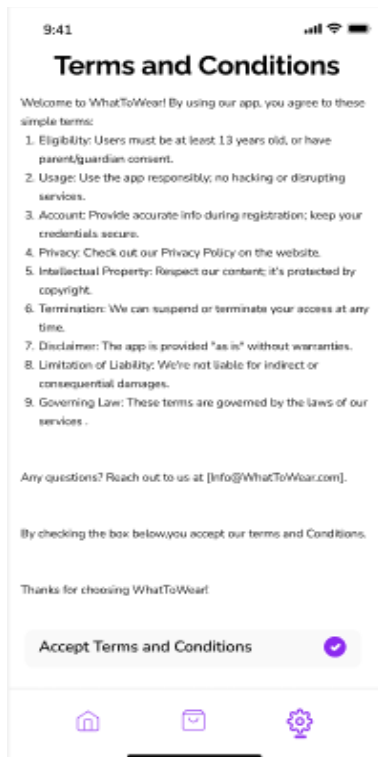 9:41
Terms and Conditions
Welcome to WhatToWear! By using our app, you agree to these
simple terms:
1. Eligibility: Users must be at least 13 years old, or have
parent/guardian consent.
2. Usage: Use the app responsibly; no hacking or disrupting
services.
3. Account: Provide accurate info during registration; keep your
credentials secure.
4. Privacy: Check out our Privacy Policy on the website.
5. Intellectual Property: Respect our content; it's protected by
copyright.
6. Termination: We can suspend or terminate your access at any
time.
7. Disclaimer: The app is provided "as is" without warranties.
8. Limitation of Liability: We're not liable for indirect or
consequential damages.
9. Governing Law: These terms are governed by the laws of our
services .
Any questions? Reach out to us at [Info@WhatToWear.com].
By checking the box below,you accept our terms and Conditions.
Thanks for choosing WhatToWear!
Accept Terms and Conditions